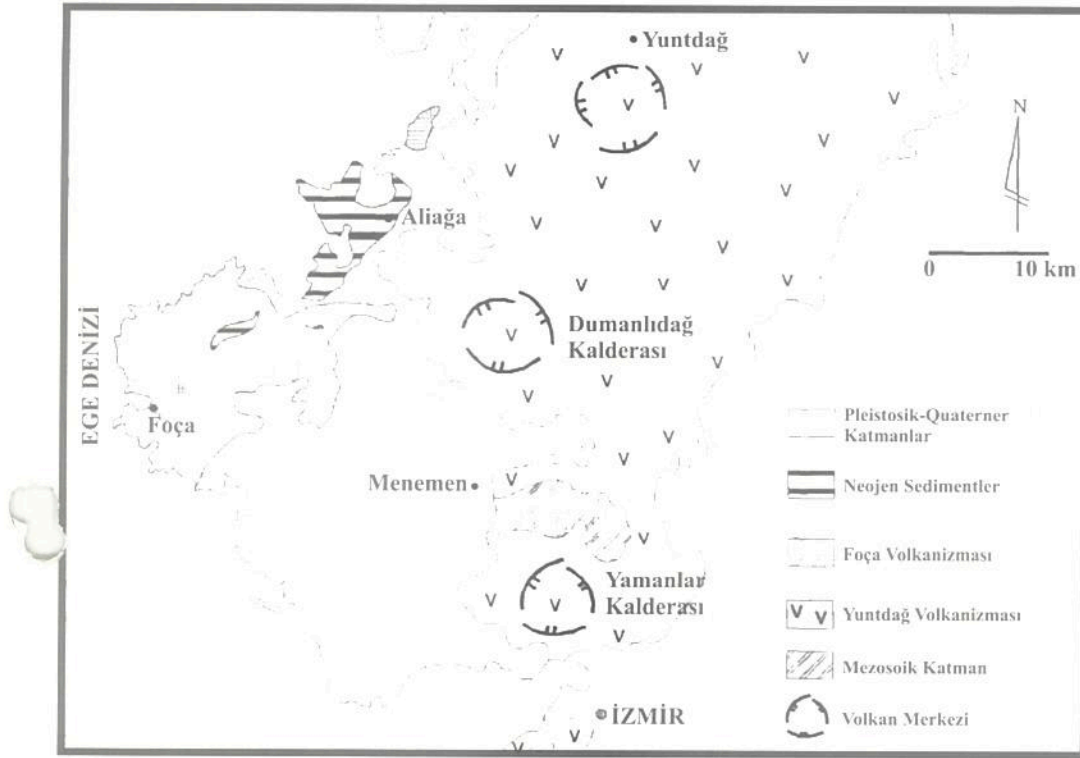 Yuntdağ
N
Aliağa
0 10 km
EGE DENİZİ
Dumanlıdağ
Kalderası
Foça
Pleistosik-Quaterner
Katmanlar
Menemen
Neojen Sedimentler
Foça Volkanizması
Yamanlar
Kalderası
Yuntdağ Volkanizması
Mezosoik Katman
İZMİR
Volkan Merkezi